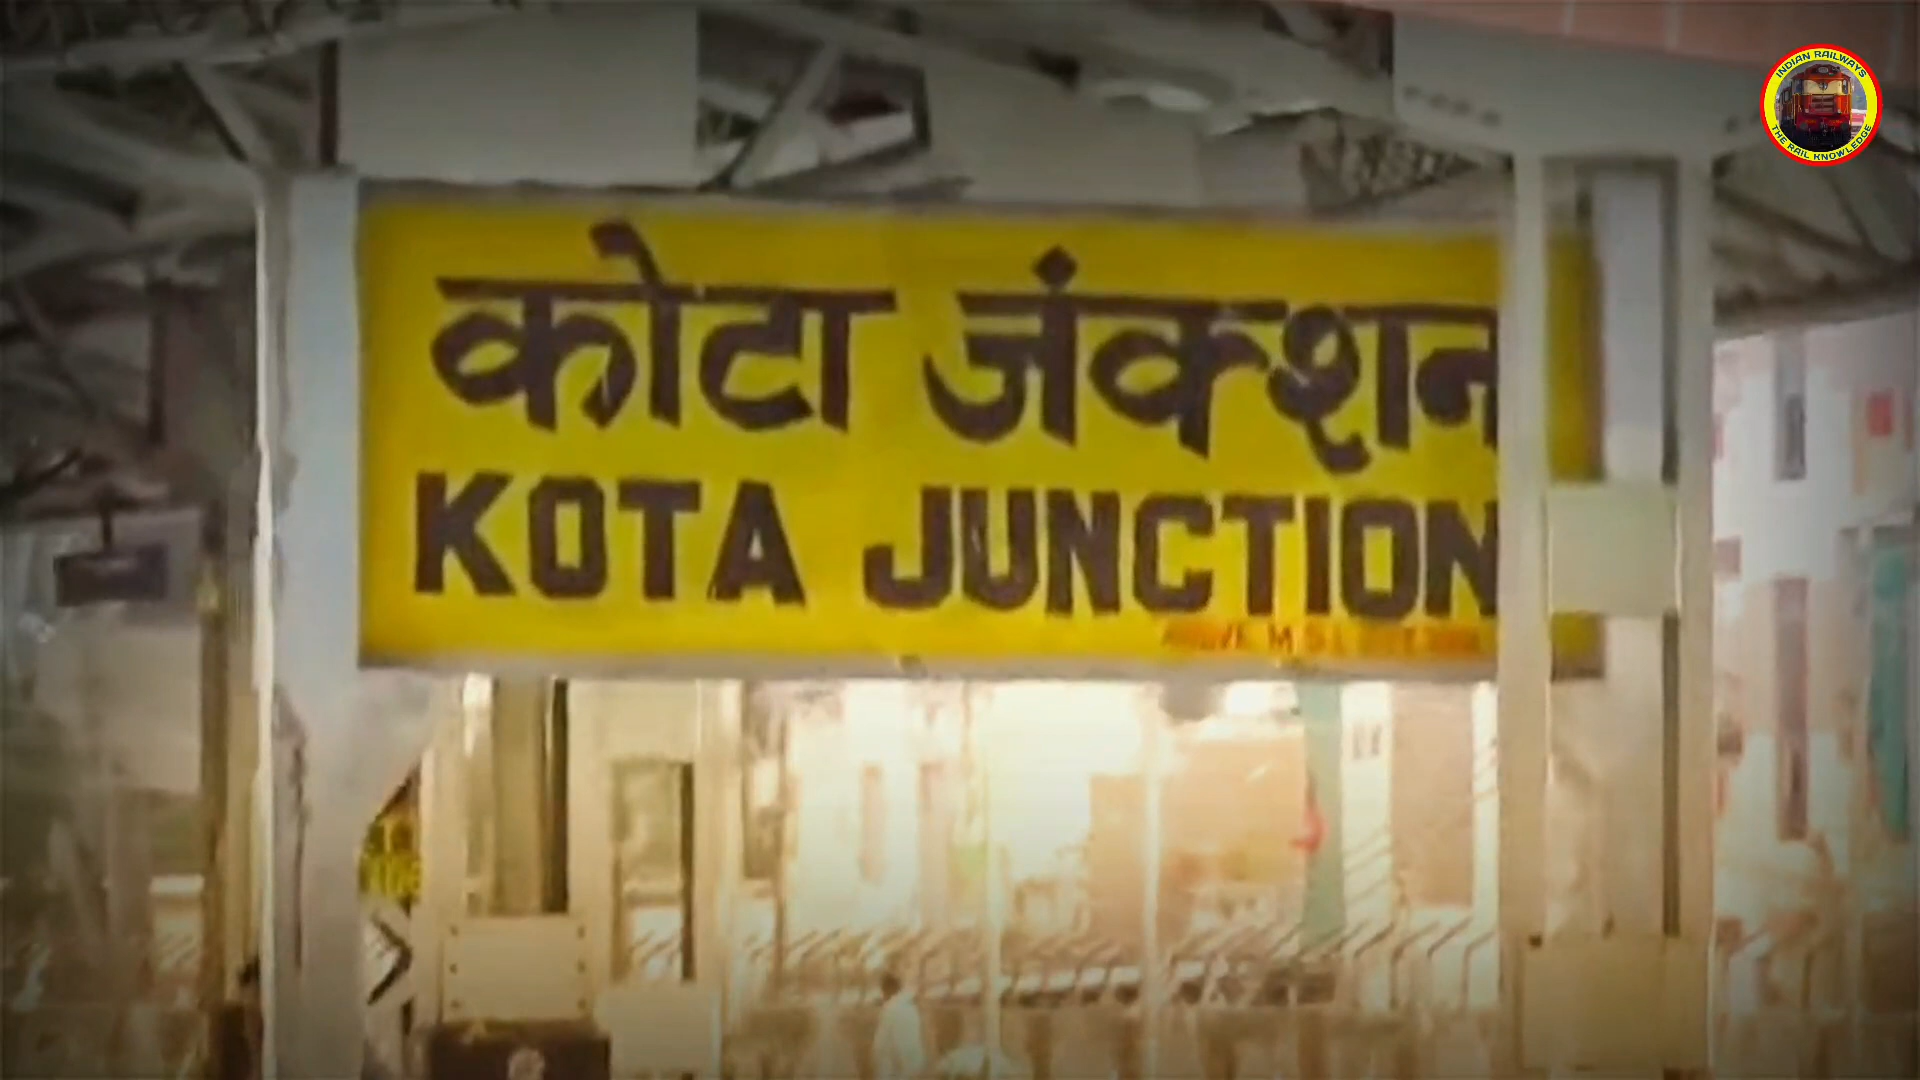 कोटा जंक्शन
KOTA JUNCTION
INDIAN RAILWAYS
THE RAIL KNOWLEDGE